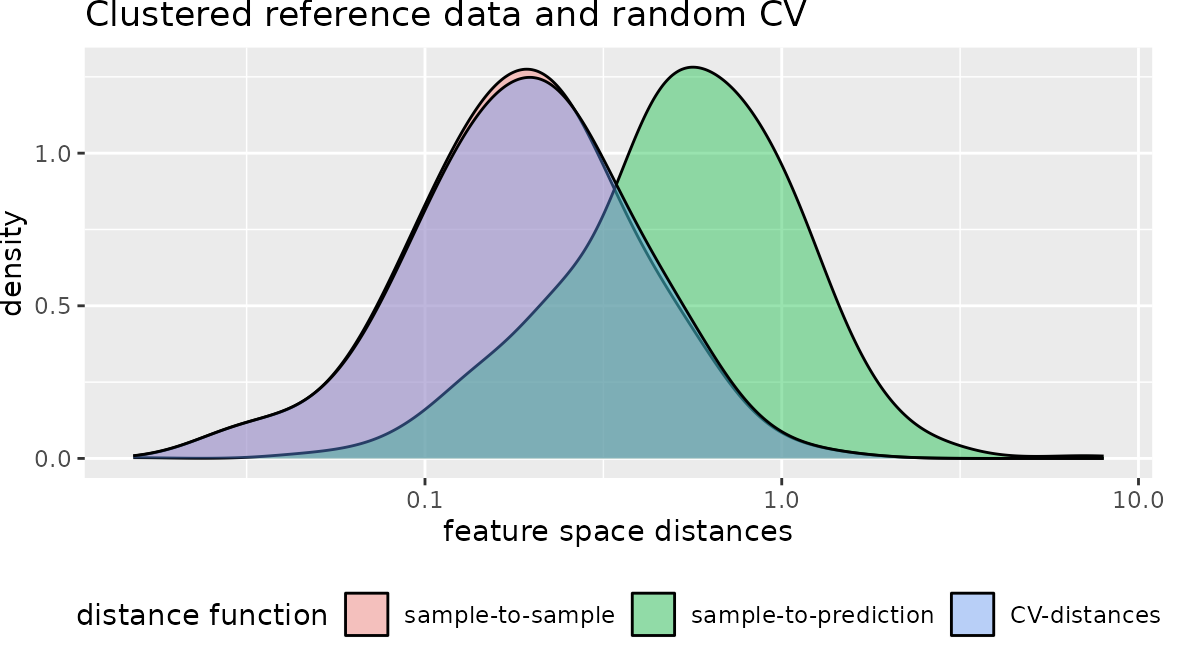 Clustered reference data and random CV
density
1.0
0.5
0.0
0.1 1.0 10.0
feature space distances
distance function sample-to-sample sample-to-prediction CV-distances